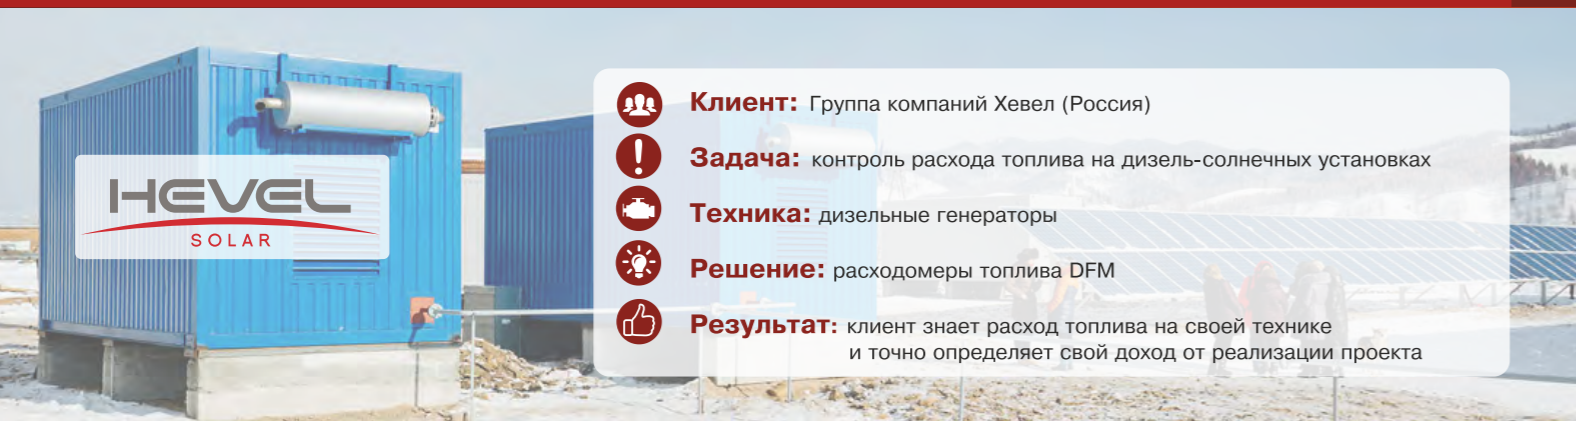 HEVEL
SOLAR
Клиент: Группа компаний Хевел (Россия)
Задача: контроль расхода топлива на дизель-солнечных установках
Техника: дизельные генераторы
Решение: расходомеры топлива DFM
Результат: клиент знает расход топлива на своей технике
и точно определяет свой доход от реализации проекта